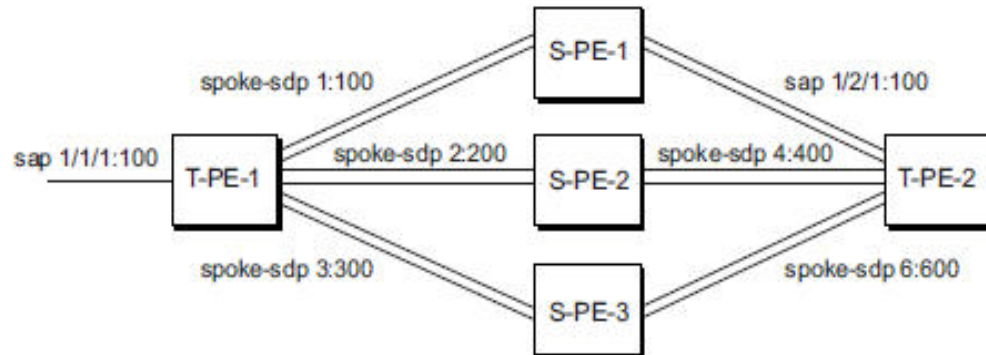 S-PE-1
spoke-sdp 1:100
sap 1/2/1:100
sap 1/1/1:100
T-PE-1
spoke-sdp 2:200
S-PE-2
spoke-sdp 4:400
T-PE-2
spoke-sdp 3:300
spoke-sdp 6:600
S-PE-3